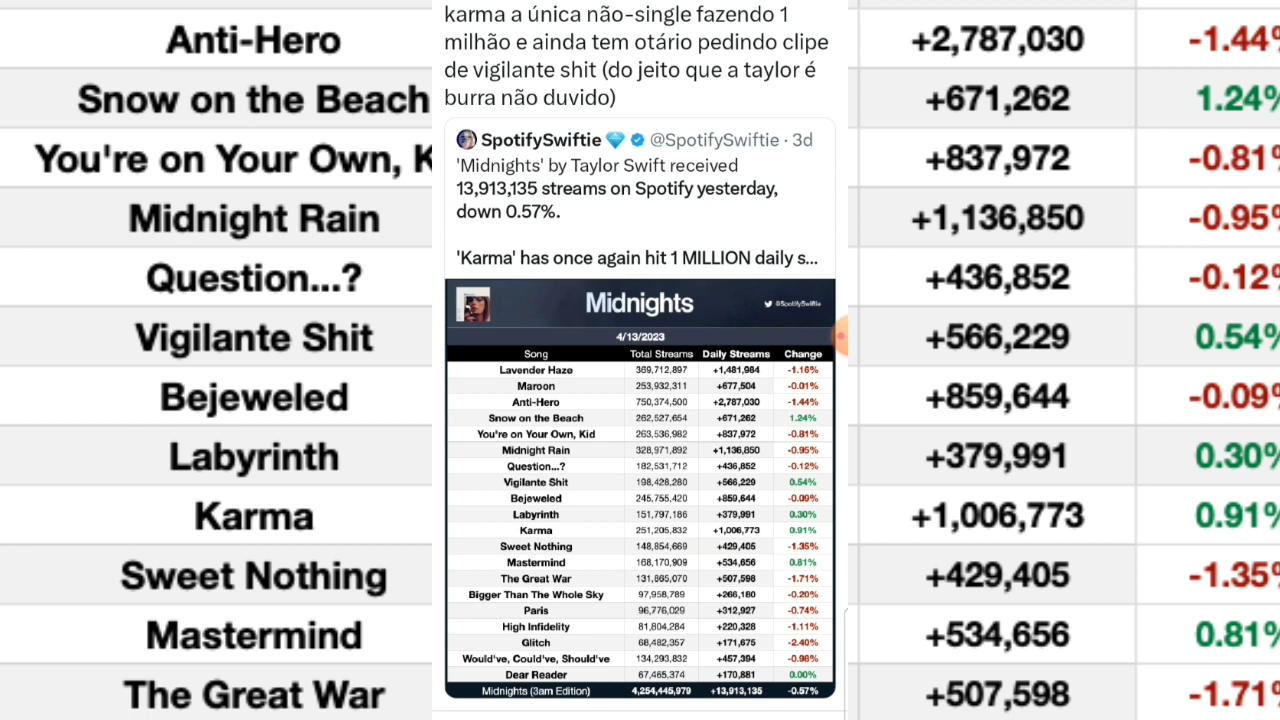 karma a única não-single fazendo 1
milhão e ainda tem otário pedindo clipe
de vigilante shit (do jeito que a taylor é
burra não duvido)
SpotifySwiftie @SpotifySwiftie · 3d
'Midnights' by Taylor Swift received
13,913,135 streams on Spotify yesterday,
down 0.57%.
'Karma' has once again hit 1 MILLION daily s...
Midnights @SpotifySwiftie
4/13/2023
Song Total Streams Daily Streams Change
Lavender Haze 369,712,897 +1,481,984 -1.16%
Maroon 253,932,311 +677,504 -0.01%
Anti-Hero 750,374,500 +2,787,030 -1.44%
Snow on the Beach 262,527,654 +671,262 1.24%
You're on Your Own, Kid 263,536,982 +837,972 -0.81%
Midnight Rain 328,971,892 +1,136,850 -0.95%
Question...? 182,531,712 +436,852 -0.12%
Vigilante Shit 198,428,280 +566,229 0.54%
Bejeweled 245,755,420 +859,644 -0.09%
Labyrinth 151,797,186 +379,991 0.30%
Karma 251,205,832 +1,006,773 0.91%
Sweet Nothing 148,854,669 +429,405 -1.35%
Mastermind 168,170,909 +534,656 0.81%
The Great War 131,865,070 +507,598 -1.71%
Bigger Than The Whole Sky 97,958,789 +266,180 -0.20%
Paris 96,776,029 +312,927 -0.74%
High Infidelity 81,804,284 +220,328 -1.11%
Glitch 68,482,357 +171,675 -2.40%
Would've, Could've, Should've 134,293,832 +457,394 -0.98%
Dear Reader 67,465,374 +170,881 0.00%
Midnights (3am Edition) 4,254,445,979 +13,913,135 -0.57%
Anti-Hero +2,787,030 -1.44%
Snow on the Beach +671,262 1.24%
You're on Your Own, K +837,972 -0.81%
Midnight Rain +1,136,850 -0.95%
Question...? +436,852 -0.12%
Vigilante Shit +566,229 0.54%
Bejeweled +859,644 -0.09%
Labyrinth +379,991 0.30%
Karma +1,006,773 0.91%
Sweet Nothing +429,405 -1.35%
Mastermind +534,656 0.81%
The Great War +507,598 -1.71%